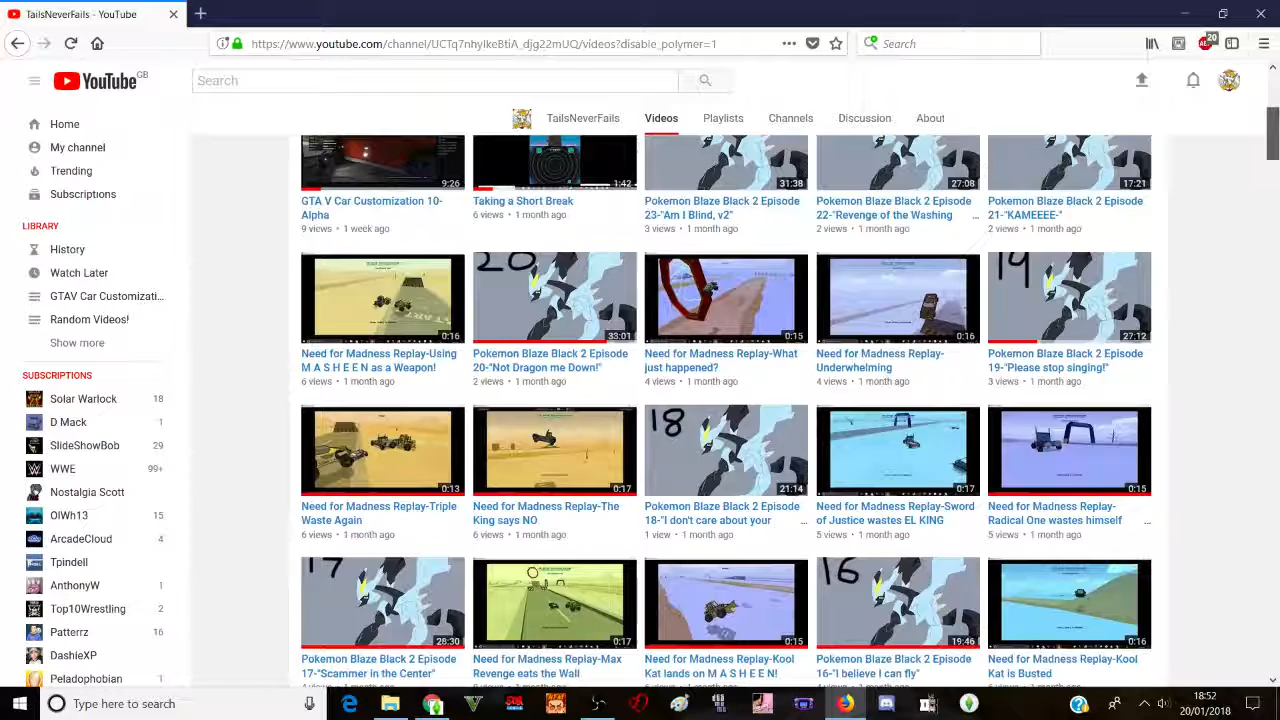 TailsNeverFails - YouTube
https://www.youtube.com/channel/UCTq7nhyIkeBtiA_djg22mUQ/videos?disable_polymer=1
Search
20
YouTube GB
Search
TailsNeverFails Videos Playlists Channels Discussion About
Home
My channel
Trending
Subscriptions
LIBRARY
History
Watch Later
GTAV Car Customizati...
Random Videos!
Show more
SUBSCRIPTIONS
Solar Warlock 18
D Mack 1
SlideShowBob 29
WWE 99+
Nostalgia Scott
OlWh13 15
ArcadeCloud 4
Tpindell
AnthonyW 1
Top10Wrestling 2
Patterrz 16
DashieXP
Peladophobian 1
9:26
GTA V Car Customization 10-
Alpha
9 views • 1 week ago
1:42
Taking a Short Break
6 views • 1 month ago
31:38
Pokemon Blaze Black 2 Episode
23-"Am I Blind, v2"
3 views • 1 month ago
27:08
Pokemon Blaze Black 2 Episode
22-"Revenge of the Washing ...
2 views • 1 month ago
17:21
Pokemon Blaze Black 2 Episode
21-"KAMEEEE-"
2 views • 1 month ago
0:16
Need for Madness Replay-Using
M A S H E E N as a Weapon!
6 views • 1 month ago
20
33:01
Pokemon Blaze Black 2 Episode
20-"Not Dragon me Down!"
2 views • 1 month ago
0:15
Need for Madness Replay-What
just happened?
4 views • 1 month ago
0:16
Need for Madness Replay-
Underwhelming
4 views • 1 month ago
19
27:12
Pokemon Blaze Black 2 Episode
19-"Please stop singing!"
3 views • 1 month ago
0:13
Need for Madness Replay-Triple
Waste Again
6 views • 1 month ago
0:17
Need for Madness Replay-The
King says NO
6 views • 1 month ago
18
21:14
Pokemon Blaze Black 2 Episode
18-"I don't care about your ...
1 view • 1 month ago
0:17
Need for Madness Replay-Sword
of Justice wastes EL KING
5 views • 1 month ago
0:15
Need for Madness Replay-
Radical One wastes himself ...
5 views • 1 month ago
17
28:30
Pokemon Blaze Black 2 Episode
17-"Scammer in the Center"
0:17
Need for Madness Replay-Max
Revenge eats the Wall
0:15
Need for Madness Replay-Kool
Kat lands on M A S H E E N!
16
19:46
Pokemon Blaze Black 2 Episode
16-"I believe I can fly"
0:16
Need for Madness Replay-Kool
Kat is Busted
Type here to search
18:52
20/01/2018